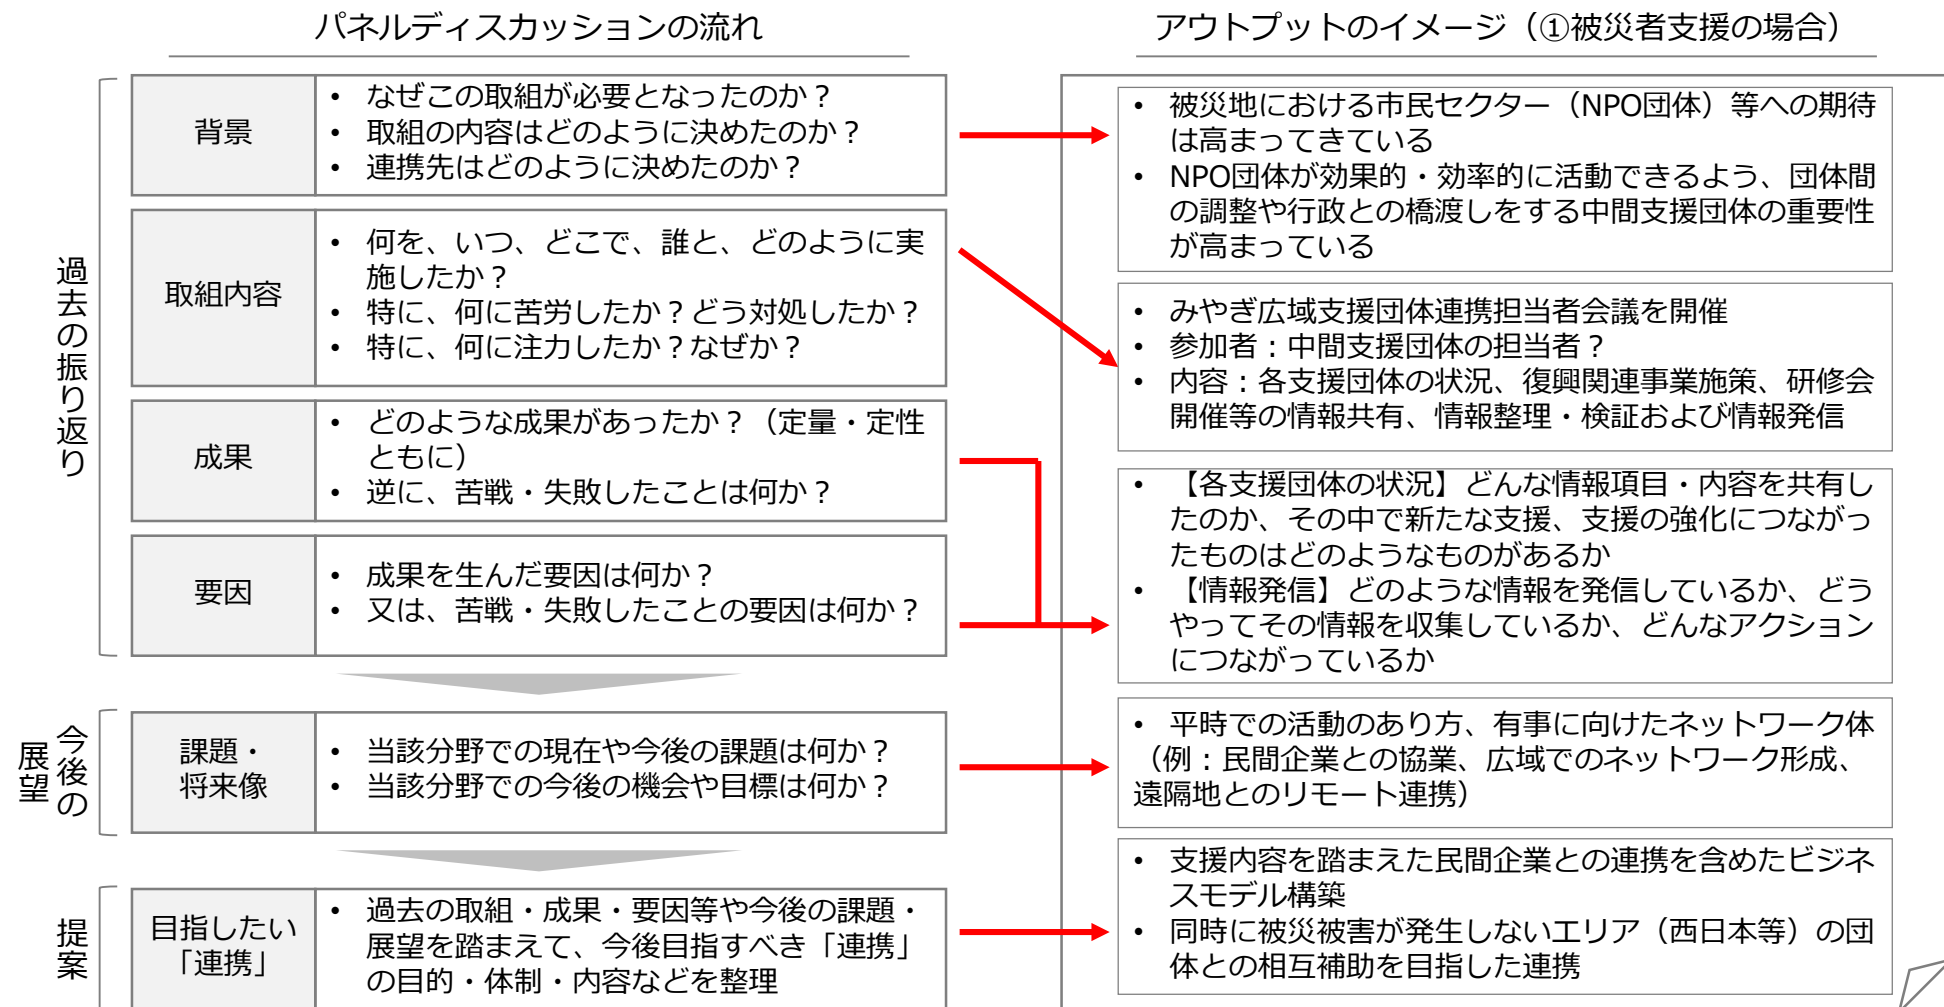 パネルディスカッションの流れ
アウトプットのイメージ（①被災者支援の場合）
過去の振り返り
背景
• なぜこの取組が必要となったのか？
• 取組の内容はどのように決めたのか？
• 連携先はどのように決めたのか？
取組内容
• 何を、いつ、どこで、誰と、どのように実
施したか？
• 特に、何に苦労したか？どう対処したか？
• 特に、何に注力したか？なぜか？
成果
• どのような成果があったか？（定量・定性
ともに）
• 逆に、苦戦・失敗したことは何か？
要因
• 成果を生んだ要因は何か？
• 又は、苦戦・失敗したことの要因は何か？
今後の
展望
課題・
将来像
• 当該分野での現在や今後の課題は何か？
• 当該分野での今後の機会や目標は何か？
提案
目指したい
「連携」
• 過去の取組・成果・要因等や今後の課題・
展望を踏まえて、今後目指すべき「連携」
の目的・体制・内容などを整理
• 被災地における市民セクター（NPO団体）等への期待
は高まってきている
• NPO団体が効果的・効率的に活動できるよう、団体間
の調整や行政との橋渡しをする中間支援団体の重要性
が高まっている
• みやぎ広域支援団体連携担当者会議を開催
• 参加者：中間支援団体の担当者？
• 内容：各支援団体の状況、復興関連事業施策、研修会
開催等の情報共有、情報整理・検証および情報発信
• 【各支援団体の状況】どんな情報項目・内容を共有し
たのか、その中で新たな支援、支援の強化につながっ
たものはどのようなものがあるか
• 【情報発信】どのような情報を発信しているか、どう
やってその情報を収集しているか、どんなアクション
につながっているか
• 平時での活動のあり方、有事に向けたネットワーク体
（例：民間企業との協業、広域でのネットワーク形成、
遠隔地とのリモート連携）
• 支援内容を踏まえた民間企業との連携を含めたビジネ
スモデル構築
• 同時に被災被害が発生しないエリア（西日本等）の団
体との相互補助を目指した連携